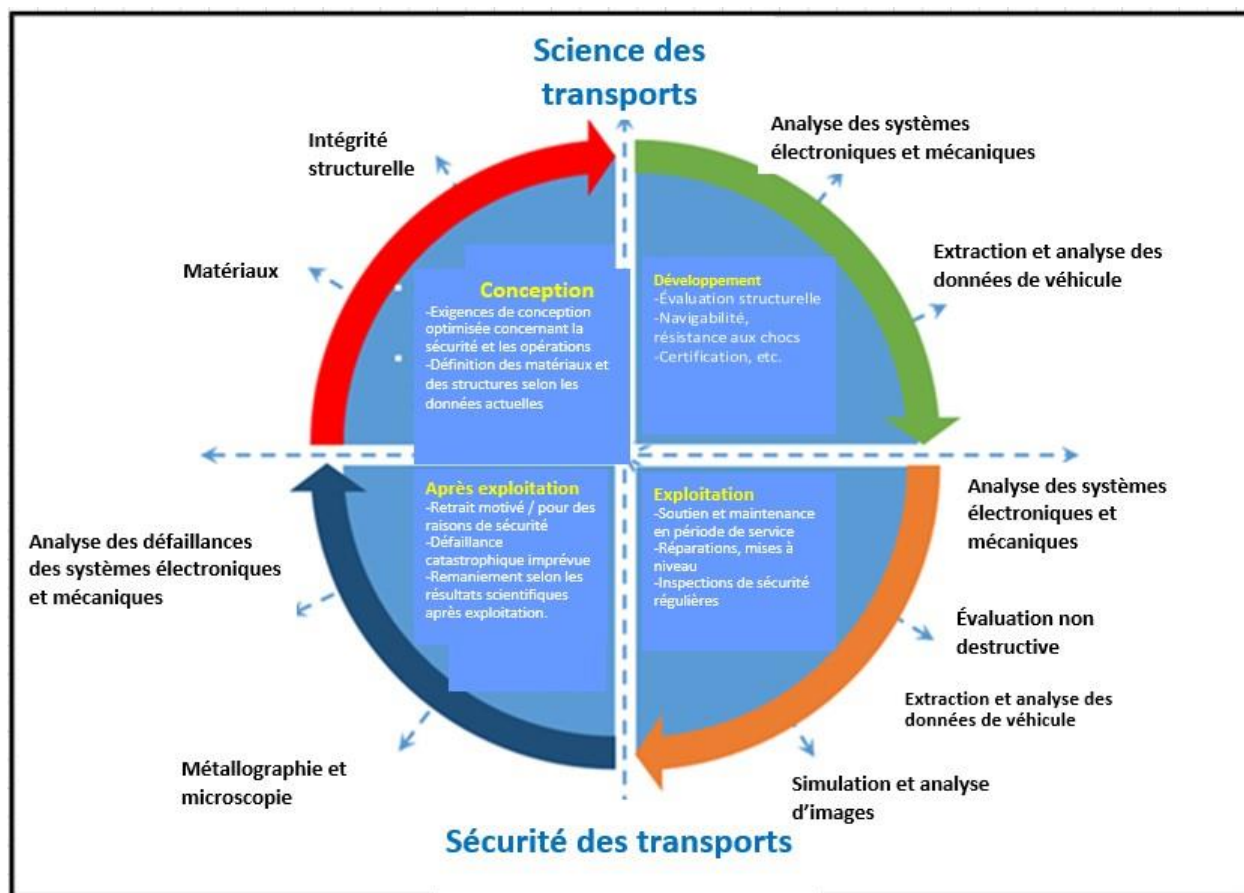 Science des
transports
Intégrité
structurelle
Matériaux
Analyse des systèmes
électroniques et mécaniques
Extraction et analyse des
données de véhicule
Conception
-Exigences de conception
optimisée concernant la
sécurité et les opérations
-Définition des matériaux et
des structures selon les
données actuelles
Développement
-Évaluation structurelle
-Navigabilité,
résistance aux chocs
-Certification, etc.
Après exploitation
-Retrait motivé / pour des
raisons de sécurité
-Défaillance
catastrophique imprévue
-Remaniement selon les
résultats scientifiques
après exploitation.
Exploitation
-Soutien et maintenance
en période de service
-Réparations, mises à
niveau
-Inspections de sécurité
régulières
Analyse des systèmes
électroniques et
mécaniques
Évaluation non
destructive
Extraction et analyse des
données de véhicule
Simulation et analyse
d'images
Analyse des défaillances
des systèmes électroniques
et mécaniques
Métallographie et
microscopie
Sécurité des transports